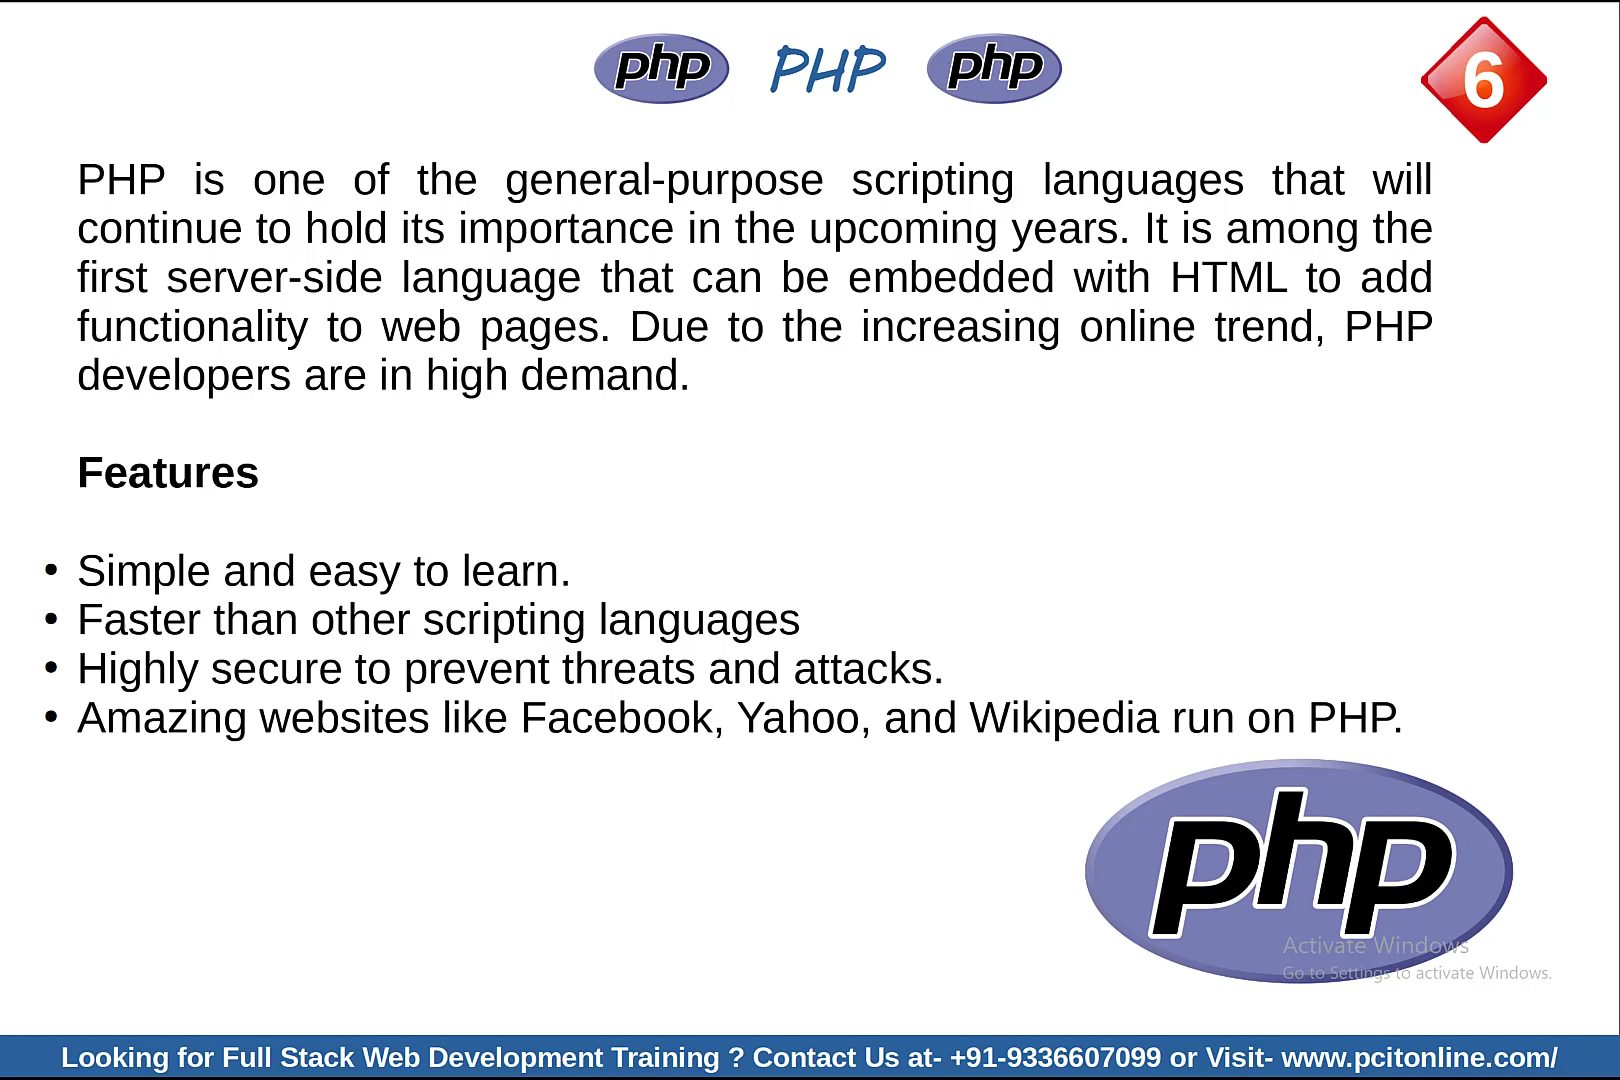 php PHP php
6
PHP is one of the general-purpose scripting languages that will
continue to hold its importance in the upcoming years. It is among the
first server-side language that can be embedded with HTML to add
functionality to web pages. Due to the increasing online trend, PHP
developers are in high demand.
Features
• Simple and easy to learn.
• Faster than other scripting languages
• Highly secure to prevent threats and attacks.
• Amazing websites like Facebook, Yahoo, and Wikipedia run on PHP.
php
Activate Windows
Go to Settings to activate Windows.
Looking for Full Stack Web Development Training ? Contact Us at- +91-9336607099 or Visit- www.pcitonline.com/